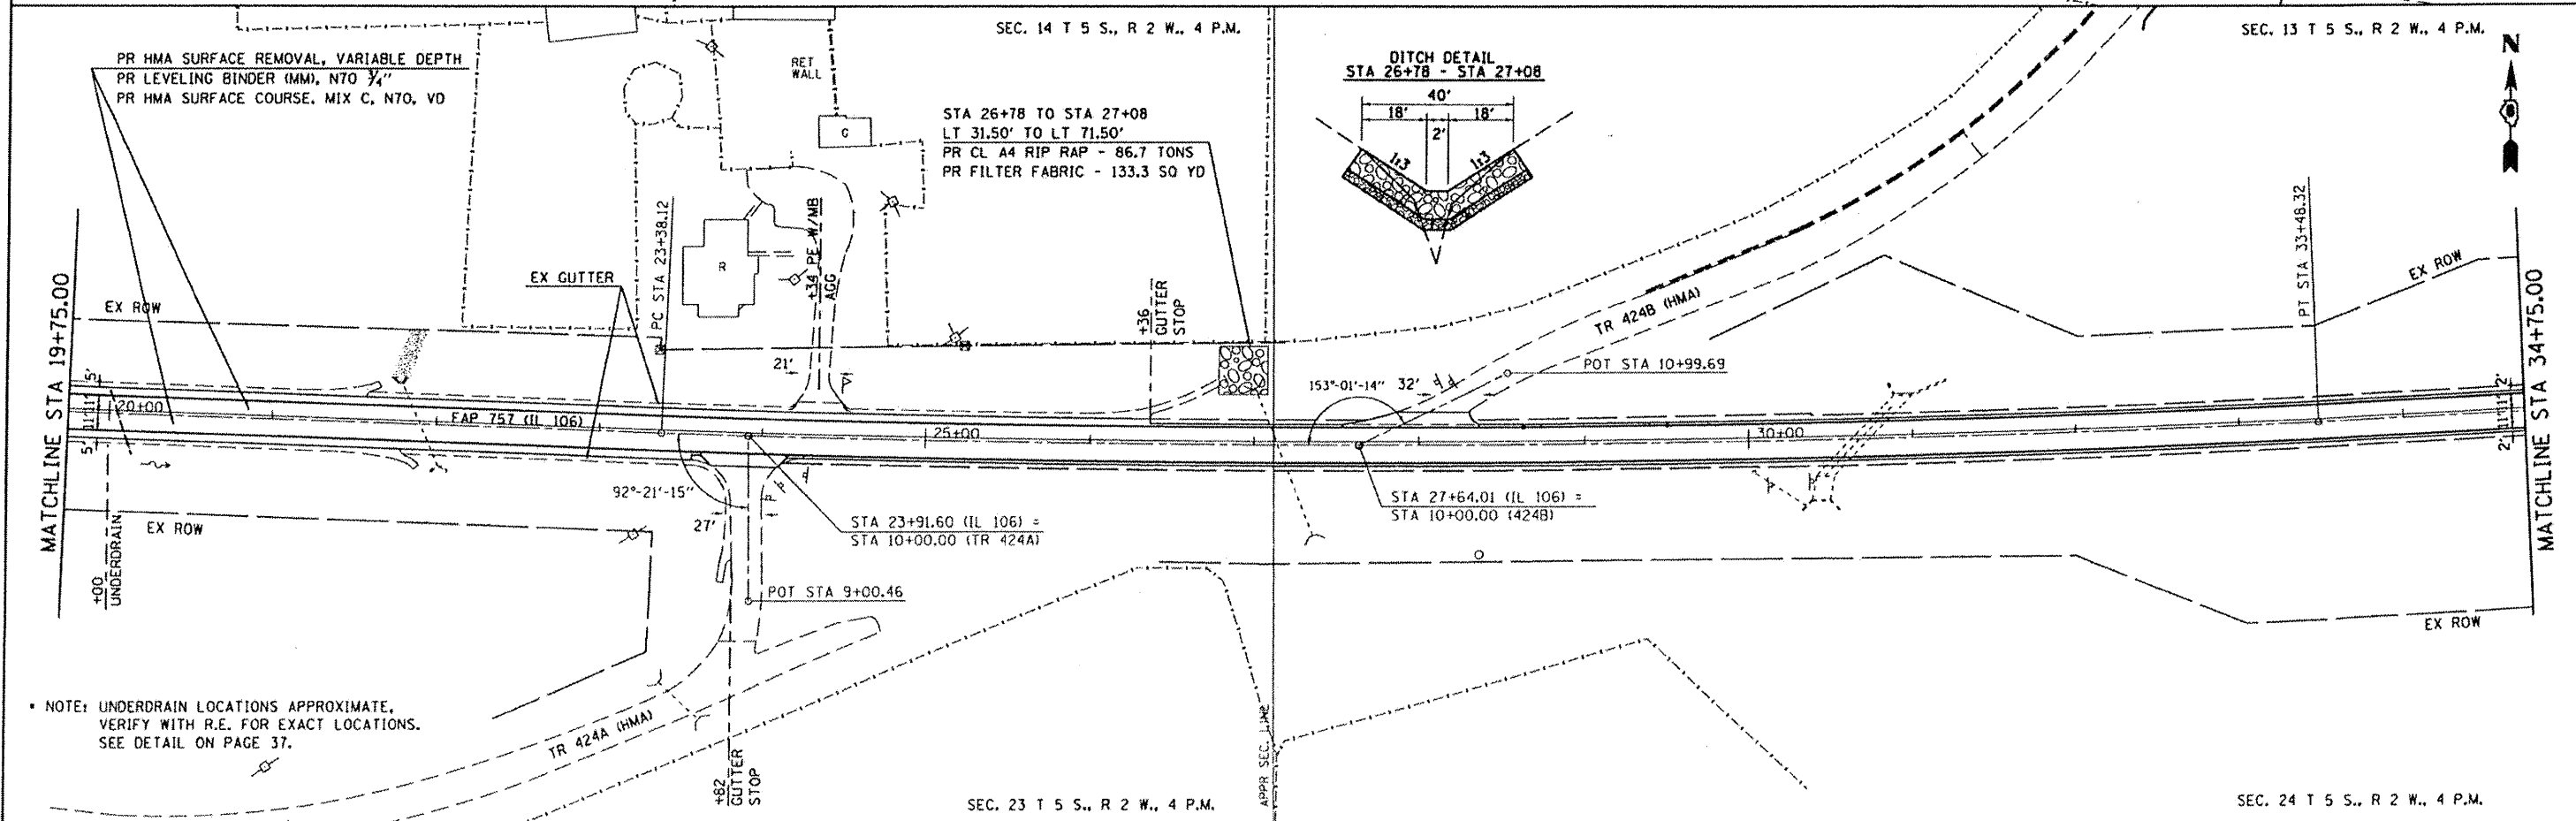 SEC. 14 T 5 S., R 2 W., 4 P.M.
SEC. 13 T 5 S., R 2 W., 4 P.M.
PR HMA SURFACE REMOVAL, VARIABLE DEPTH
PR LEVELING BINDER (MM), N70 3/4"
PR HMA SURFACE COURSE, MIX C, N70, VD
RET
WALL
G
R
STA 26+78 TO STA 27+08
LT 31.50' TO LT 71.50'
PR CL A4 RIP RAP - 86.7 TONS
PR FILTER FABRIC - 133.3 SQ YD
DITCH DETAIL
STA 26+78 - STA 27+08
40'
18'
18'
2'
1:3
1:3
N
MATCHLINE STA 19+75.00
EX ROW
EX GUTTER
PC STA 23+38.12
+34 PE W/MB
AGG
21'
+36
GUTTER
STOP
TR 424B (HMA)
POT STA 10+99.69
153°-01'-14"
32'
PT STA 33+48.32
EX ROW
MATCHLINE STA 34+75.00
5'
11'
11'
5'
20+00
FAP 757 (IL 106)
25+00
30+00
2'
11'
11'
2'
92°-21'-15"
27'
STA 23+91.60 (IL 106) =
STA 10+00.00 (TR 424A)
STA 27+64.01 (IL 106) =
STA 10+00.00 (424B)
EX ROW
+00
UNDERDRAIN
POT STA 9+00.46
EX ROW
• NOTE: UNDERDRAIN LOCATIONS APPROXIMATE,
VERIFY WITH R.E. FOR EXACT LOCATIONS.
SEE DETAIL ON PAGE 37.
TR 424A (HMA)
+82
GUTTER
STOP
APPR SEC. LINE
SEC. 23 T 5 S., R 2 W., 4 P.M.
SEC. 24 T 5 S., R 2 W., 4 P.M.